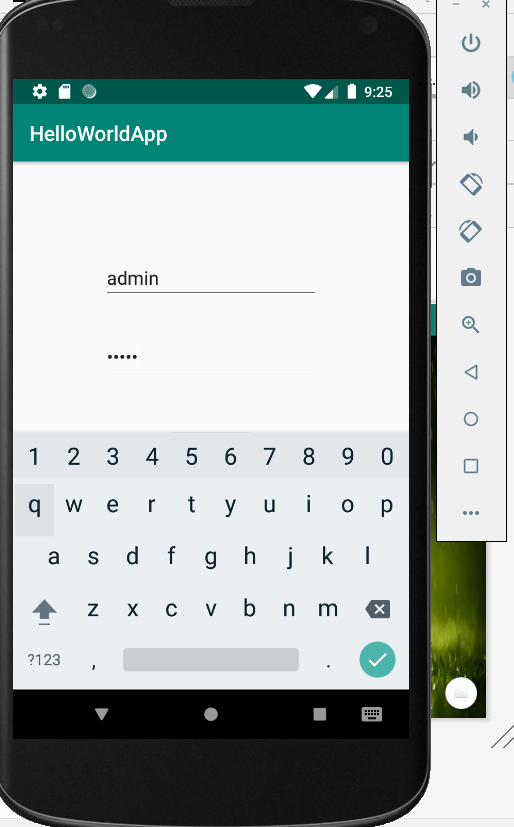 9:25
HelloWorldApp
admin
•••••
1 2 3 4 5 6 7 8 9 0
q w e r t y u i o p
a s d f g h j k l
z x c v b n m
?123 , .